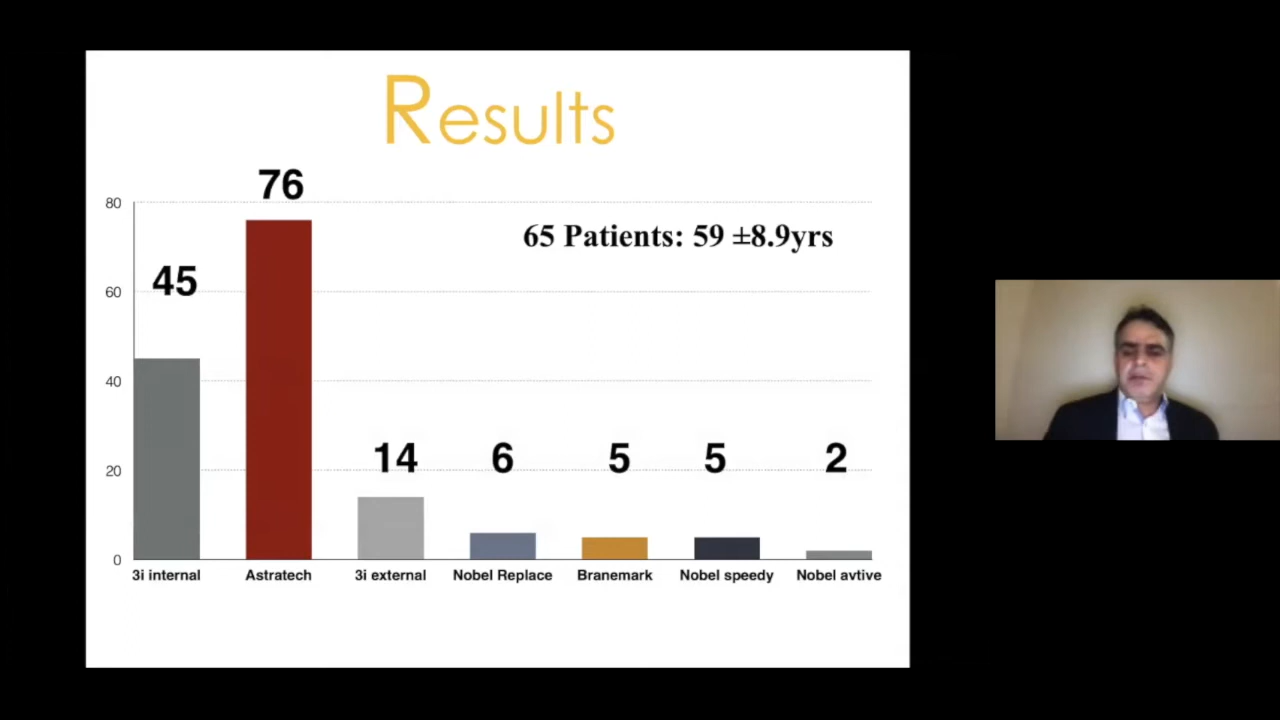 Results
76
80
65 Patients: 59 ±8.9yrs
45
60
40
14 6 5 5 2
20
0
3i internal Astratech 3i external Nobel Replace Branemark Nobel speedy Nobel avtive